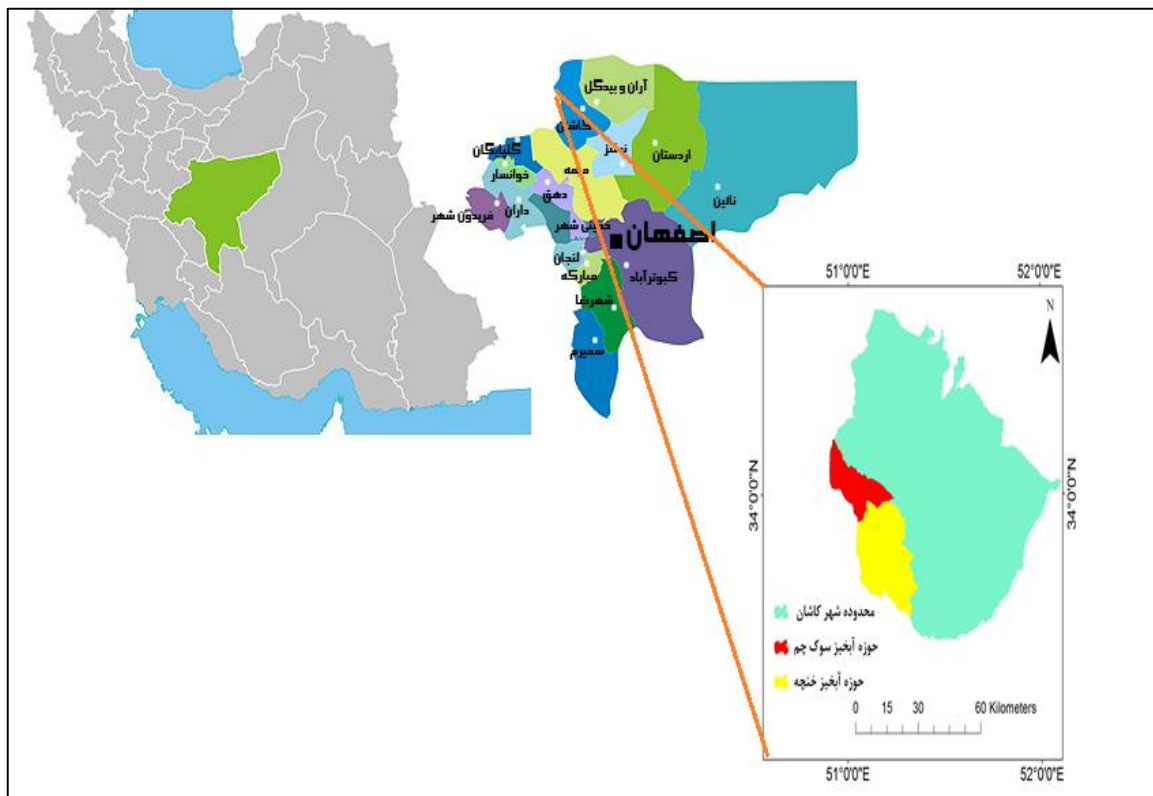 آران و بیدگل
کاشان
گلپایگان
نطنز
اردستان
خوانسار
میمه
نائین
دهق
داران
فریدون شهر
خمینی شهر
اصفهان
لنجان
مبارکه
کبوترآباد
شهرضا
سمیرم
51°0'0"E
52°0'0"E
N
34°0'0"N
34°0'0"N
محدوده شهر کاشان
حوزه آبخیز سوک چم
حوزه آبخیز خنچه
0 15 30 60 Kilometers
51°0'0"E
52°0'0"E